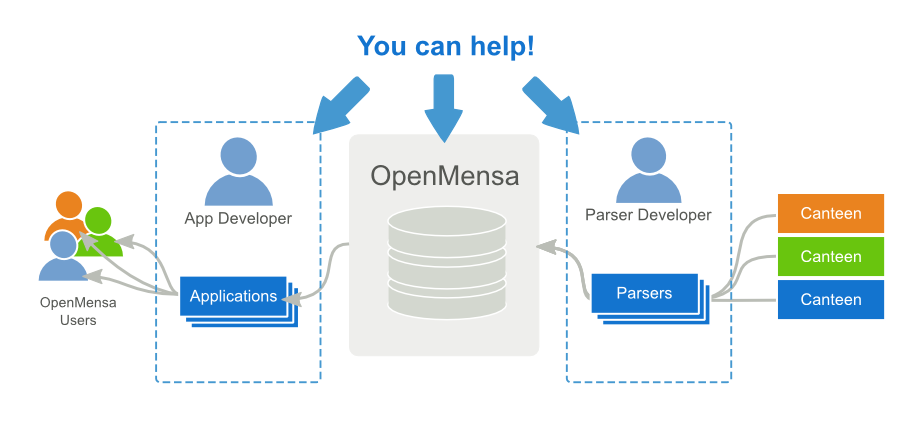 You can help!
OpenMensa
App Developer
Parser Developer
Applications
Parsers
Canteen
Canteen
Canteen
OpenMensa
Users